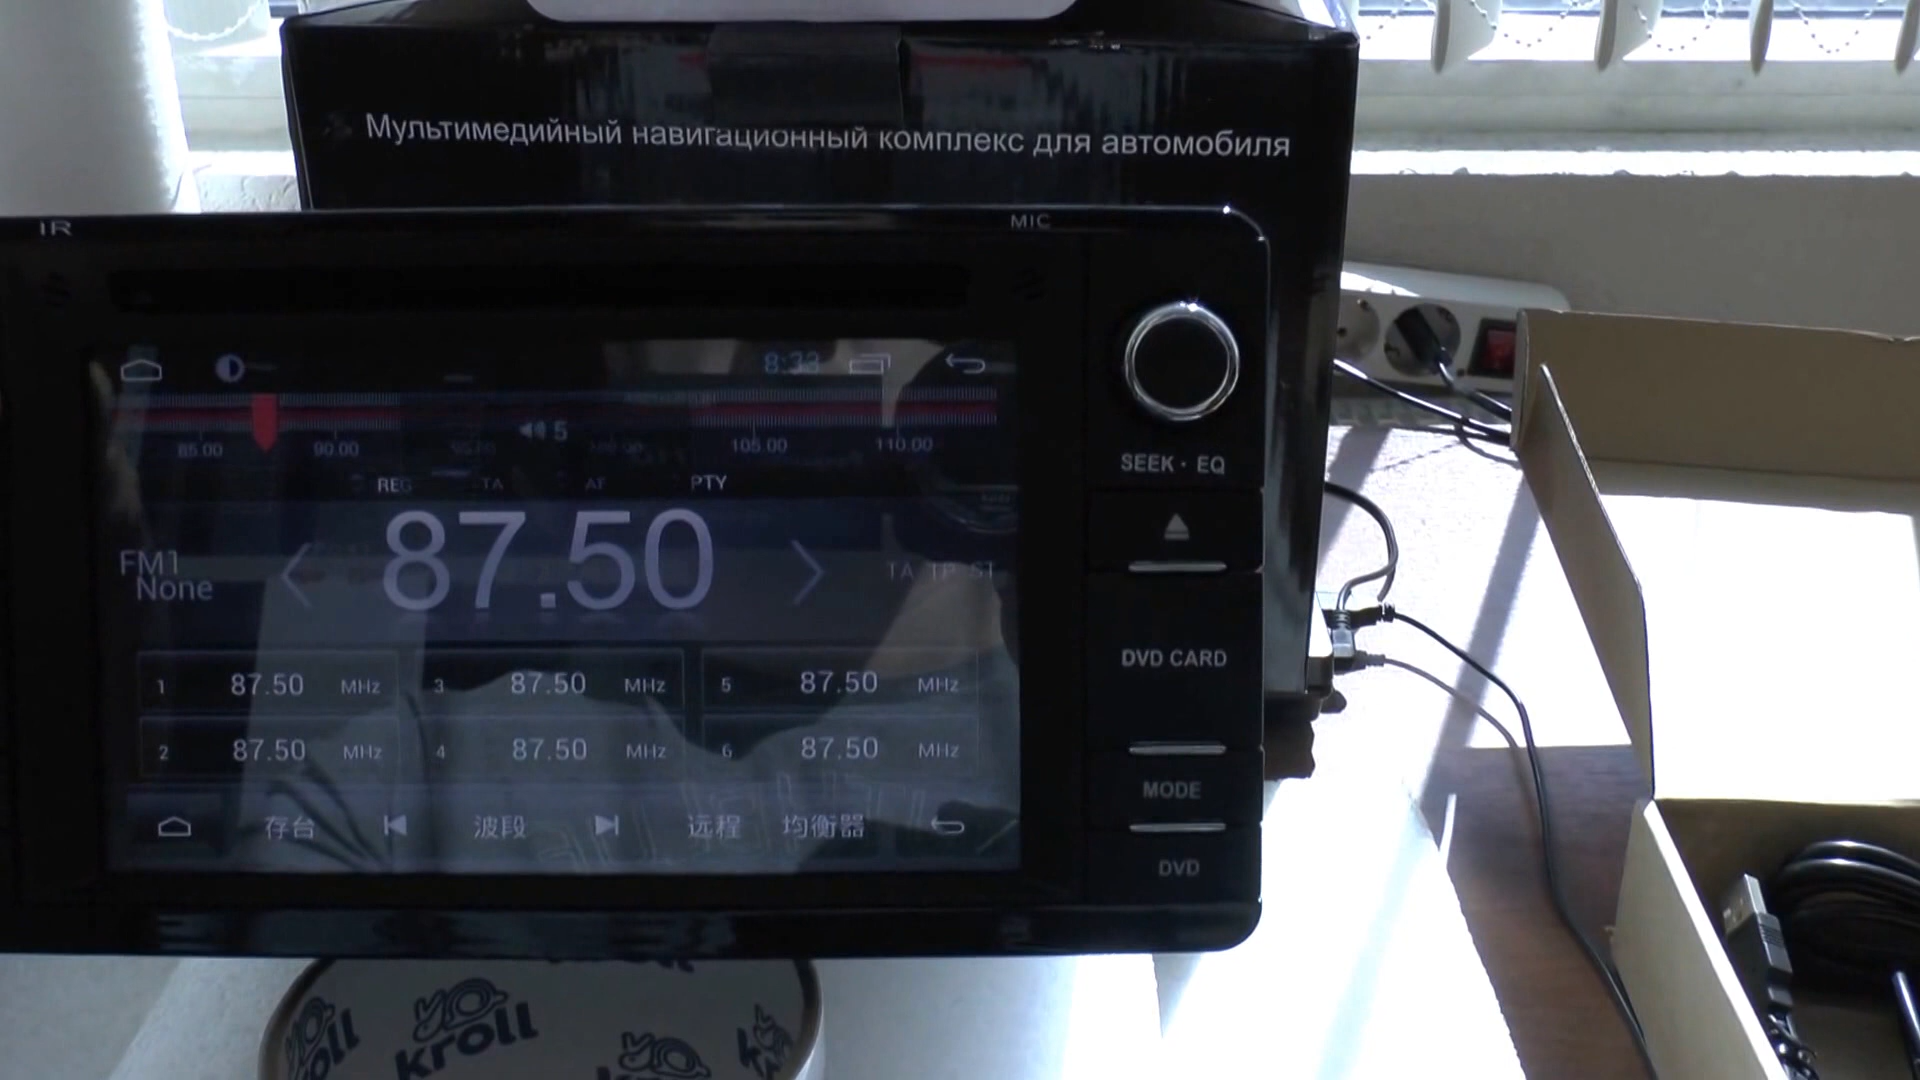 Мультимедийный навигационный комплекс для автомобиля
IR
MIC
8:33
5
85.00 90.00 105.00 110.00
REG TA AF PTY
SEEK · EQ
FM1
None
87.50
TA TP ST
DVD CARD
1 87.50 MHz 3 87.50 MHz 5 87.50 MHz
2 87.50 MHz 4 87.50 MHz 6 87.50 MHz
MODE
存台 波段 远程 均衡器
DVD
kroll